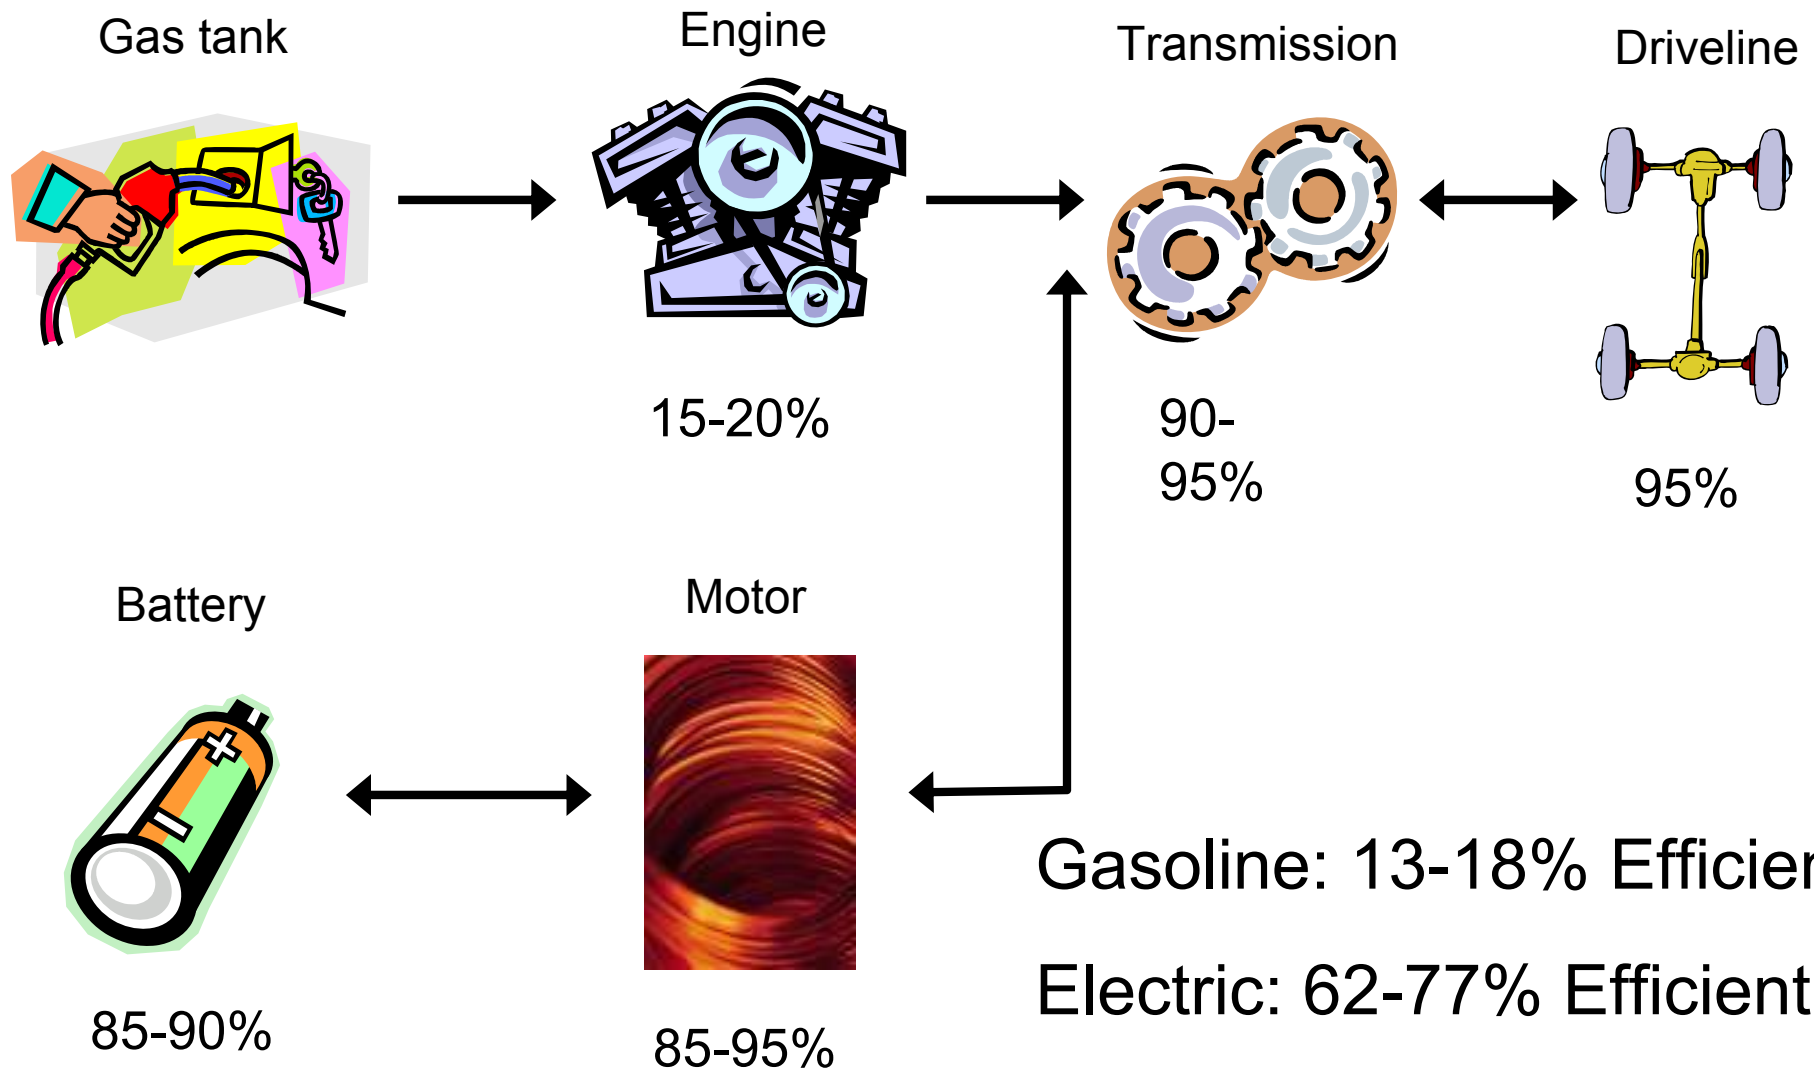 Gas tank
Engine
Transmission
Driveline
15-20%
90-
95%
95%
Battery
Motor
85-90%
85-95%
Gasoline: 13-18%
Electric: 62-77% Efficient